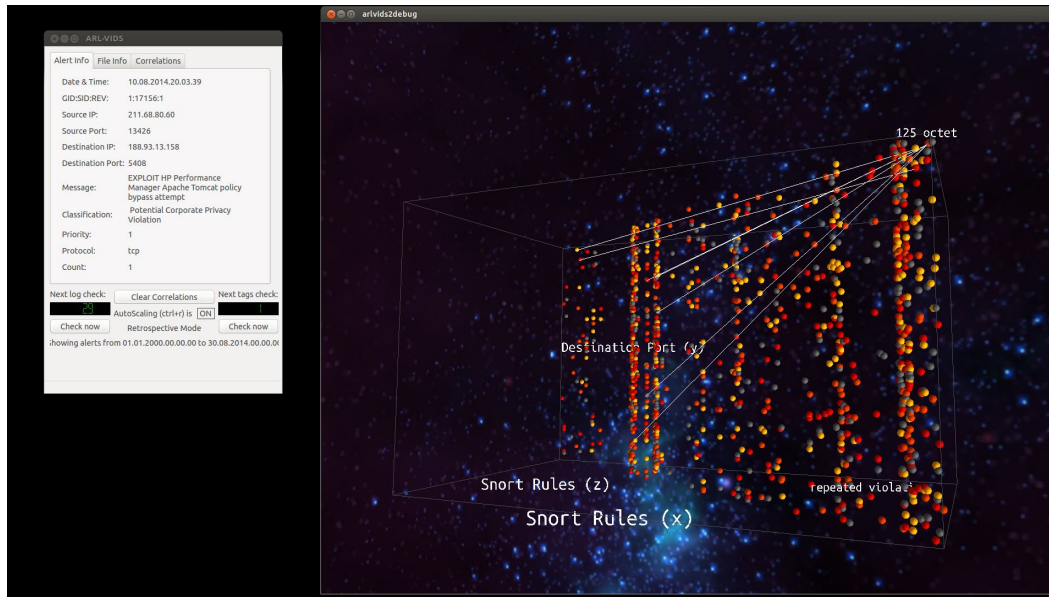 ARL-VIDS
Alert Info File Info Correlations
Date & Time: 10.08.2014.20.03.39
GID:SID:REV: 1:17156:1
Source IP: 211.68.80.60
Source Port: 13426
Destination IP: 188.93.13.158
Destination Port: 5408
Message: EXPLOIT HP Performance
Manager Apache Tomcat policy
bypass attempt
Classification: Potential Corporate Privacy
Violation
Priority: 1
Protocol: tcp
Count: 1
Next log check: Clear Correlations Next tags check:
29 AutoScaling (ctrl+r) is ON 1
Check now Retrospective Mode Check now
showing alerts from 01.01.2000.00.00.00 to 30.08.2014.00.00.00
arlvids2debug
125 octet
Destination Port (y)
Snort Rules (z)
repeated viola
Snort Rules (x)